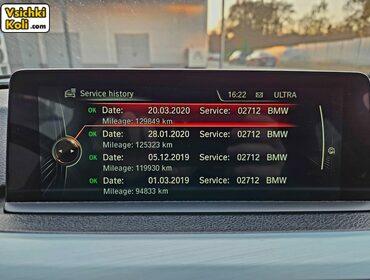 Vsichki
Koli.com
Service history 16:22 ULTRA
OK Date: 20.03.2020 Service: 02712 BMW
Mileage: 129849 km
OK Date: 28.01.2020 Service: 02712 BMW
Mileage: 125323 km
OK Date: 05.12.2019 Service: 02712 BMW
Mileage: 119930 km
OK Date: 01.03.2019 Service: 02712 BMW
Mileage: 94833 km